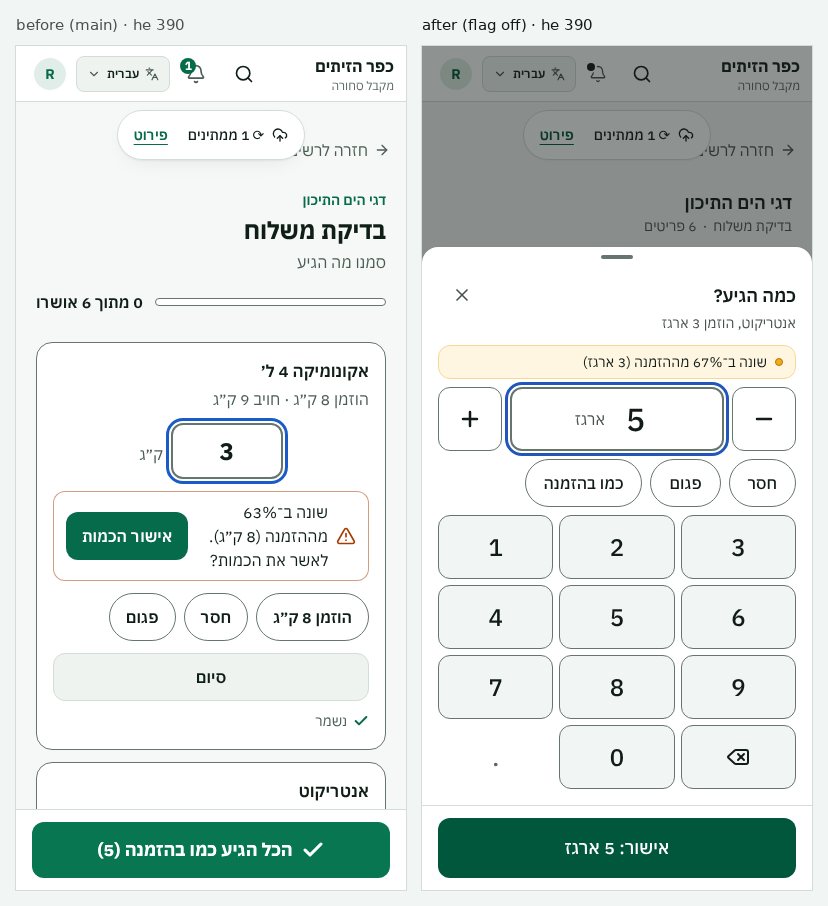 before (main) · he 390
כפר הזיתים
מקבל סחורה
1
עברית
R
⟳ 1 ממתינים
פירוט
חזרה לרשי
דגי הים התיכון
בדיקת משלוח
סמנו מה הגיע
0 מתוך 6 אושרו
אקונומיקה 4 ל׳
הוזמן 8 ק״ג · חויב 9 ק״ג
3
ק״ג
שונה ב־63%
מההזמנה (8 ק״ג).
לאשר את הכמות?
אישור הכמות
הוזמן 8 ק״ג
חסר
פגום
סיום
נשמר
אנטריקוט
הכל הגיע כמו בהזמנה (5)
after (flag off) · he 390
כפר הזיתים
מקבל סחורה
עברית
R
⟳ 1 ממתינים
פירוט
חזרה לרשי
דגי הים התיכון
בדיקת משלוח · 6 פריטים
כמה הגיע?
אנטריקוט, הוזמן 3 ארגז
שונה ב־67% מההזמנה (3 ארגז)
−
5
ארגז
+
חסר
פגום
כמו בהזמנה
1 2 3
4 5 6
7 8 9
. 0
אישור: 5 ארגז